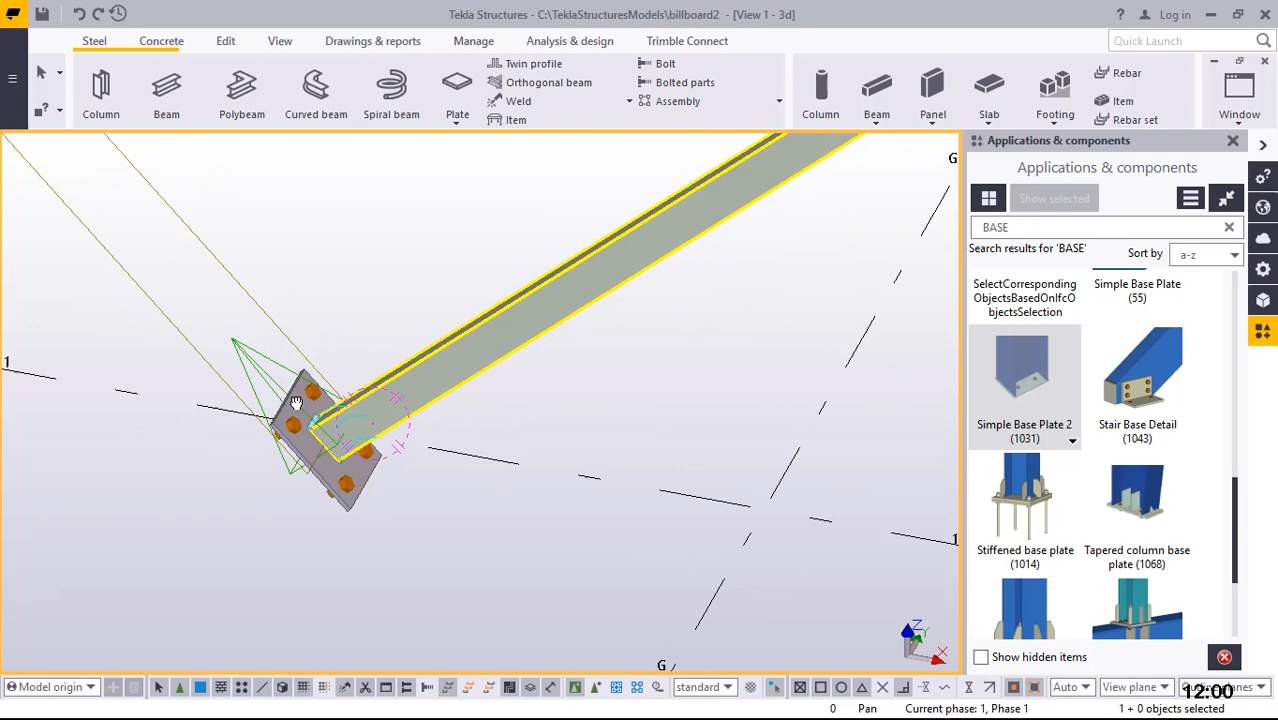 Tekla Structures - C:\TeklaStructuresModels\billboard2 - [View 1 - 3d]
Log in
Steel Concrete Edit View Drawings & reports Manage Analysis & design Trimble Connect
Quick Launch
Column
Beam
Polybeam
Curved beam
Spiral beam
Plate
Twin profile
Orthogonal beam
Weld
Item
Bolt
Bolted parts
Assembly
Column
Beam
Panel
Slab
Footing
Rebar
Item
Rebar set
Window
Applications & components
Applications & components
Show selected
BASE
Search results for 'BASE'
Sort by
a-z
SelectCorresponding
ObjectsBasedOnIfcO
bjectsSelection
Simple Base Plate
(55)
Simple Base Plate 2
(1031)
Stair Base Detail
(1043)
Stiffened base plate
(1014)
Tapered column base
plate (1068)
Show hidden items
G
1
1
G
Z
Y
X
Model origin
standard
Auto
View plane
Outline planes
12:00
0 Pan Current phase: 1, Phase 1 1 + 0 objects selected